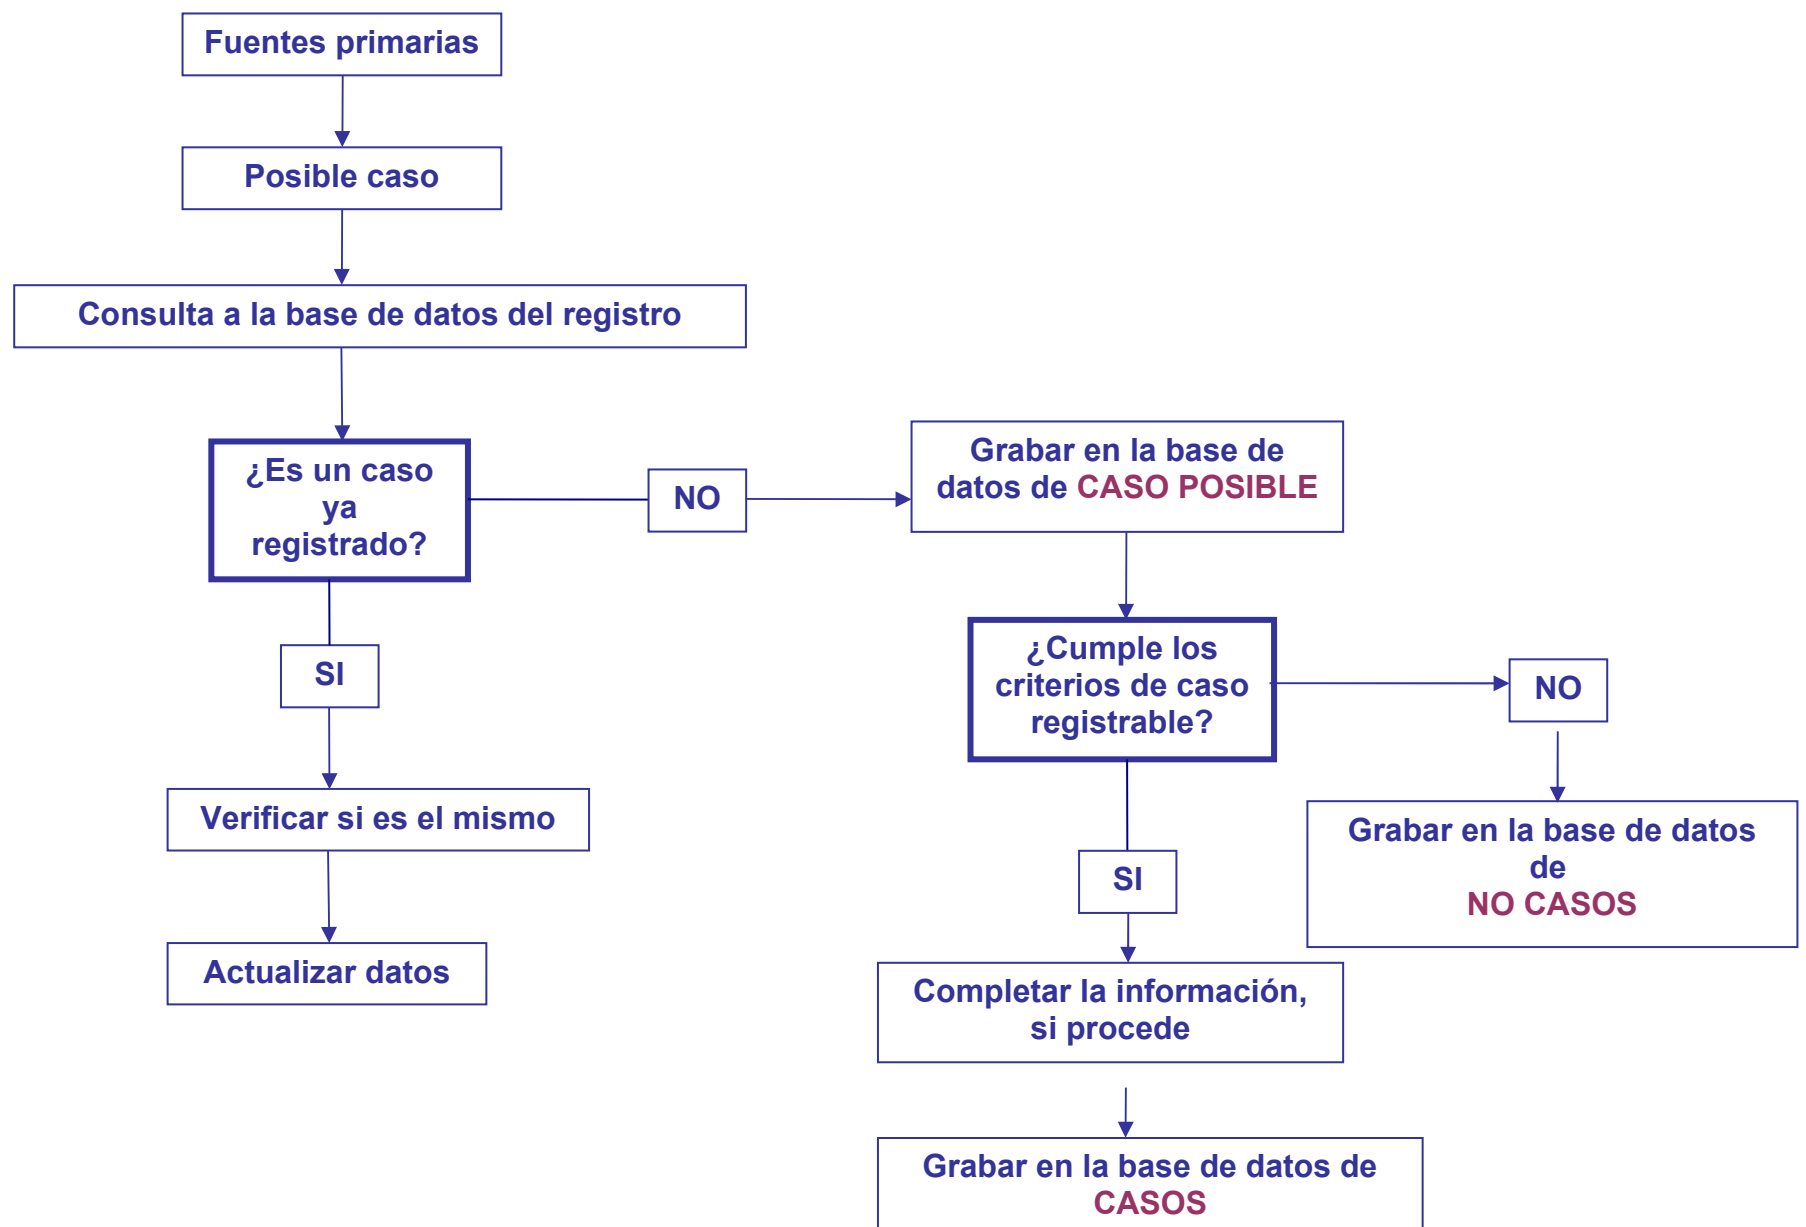 Fuentes primarias
Posible caso
Consulta a la base de datos del registro
¿Es un caso
ya
registrado?
NO
Grabar en la base de
datos de CASO POSIBLE
SI
¿Cumple los
criterios de caso
registrable?
NO
Verificar si es el mismo
Grabar en la base de datos
de
NO CASOS
SI
Actualizar datos
Completar la información,
si procede
Grabar en la base de datos de
CASOS